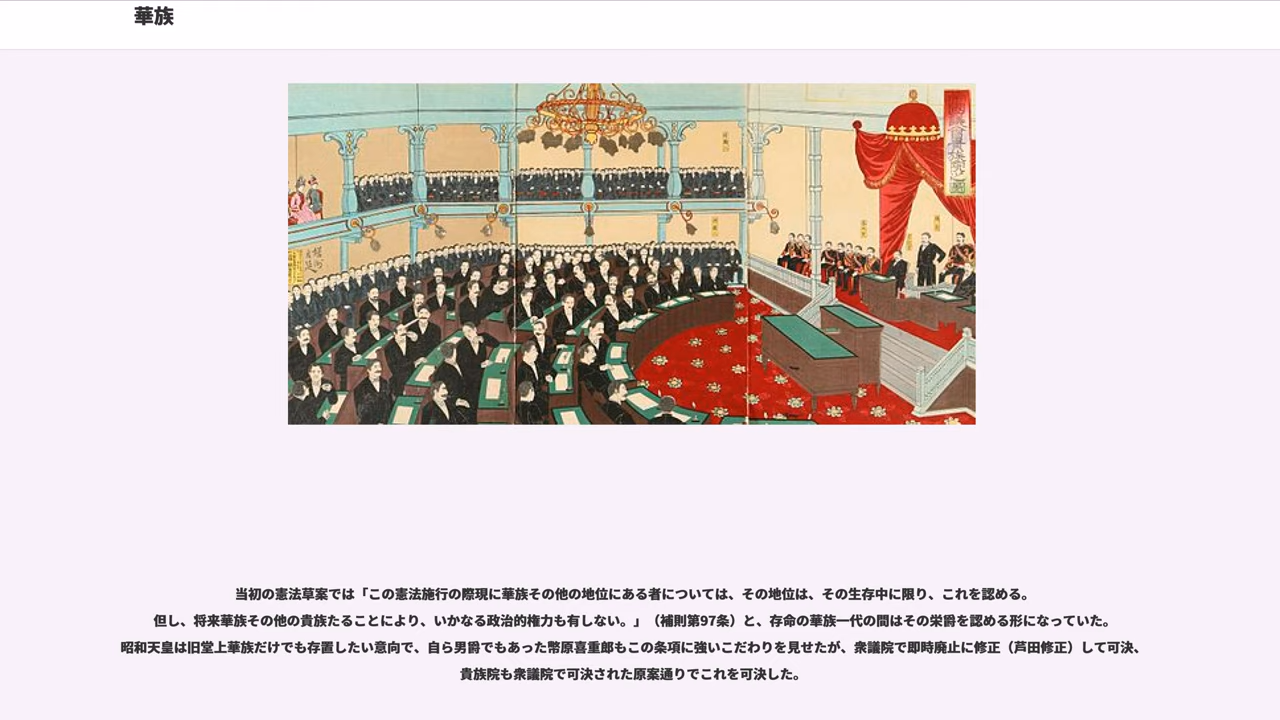 華族
当初の憲法草案では「この憲法施行の際現に華族その他の地位にある者については、その地位は、その生存中に限り、これを認める。
但し、将来華族その他の貴族たることにより、いかなる政治的権力も有しない。」（補則第97条）と、存命の華族一代の間はその栄爵を認める形になっていた。
昭和天皇は旧堂上華族だけでも存置したい意向で、自ら男爵でもあった幣原喜重郎もこの条項に強いこだわりを見せたが、衆議院で即時廃止に修正（芦田修正）して可決、
貴族院も衆議院で可決された原案通りでこれを可決した。